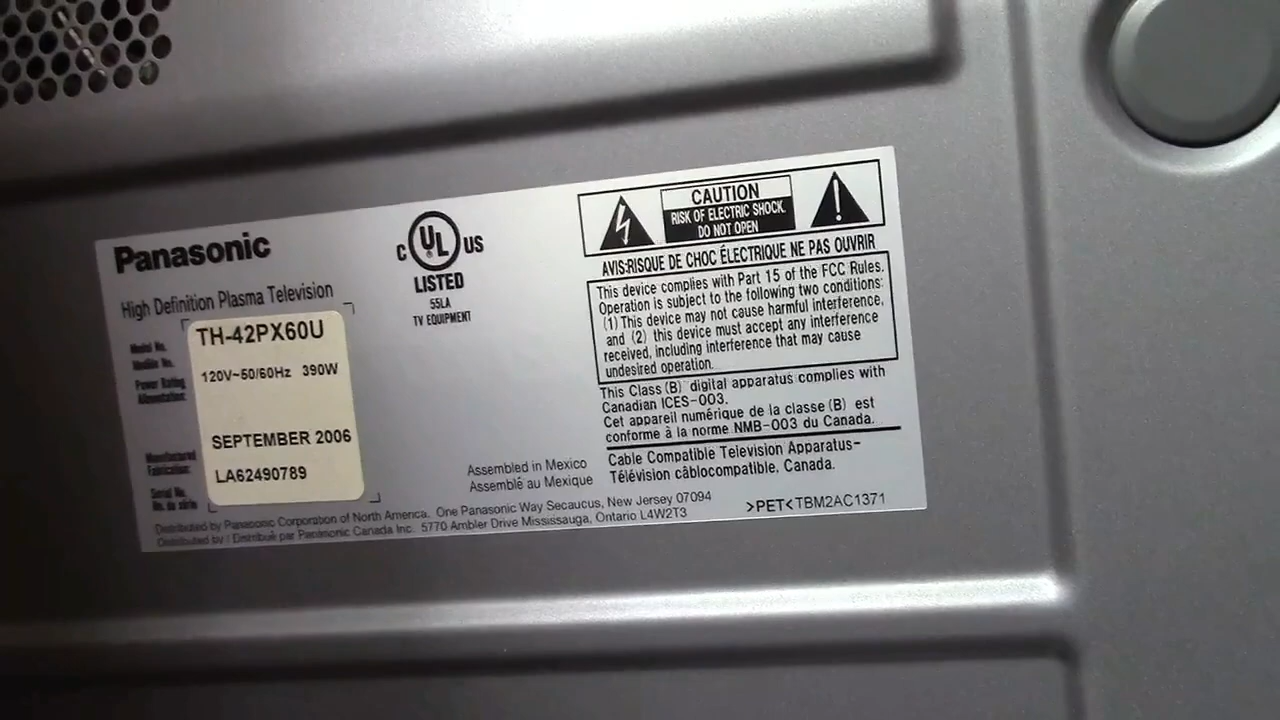 Panasonic
High Definition Plasma Television
Model No.
Modèle No.
TH-42PX60U
Power Rating
Alimentation:
120V~50/60Hz 390W
Manufactured
Fabrication:
SEPTEMBER 2006
Serial No.
No. de série
LA62490789
C UL ® US
LISTED
55LA
TV EQUIPMENT
CAUTION
RISK OF ELECTRIC SHOCK.
DO NOT OPEN
AVIS:RISQUE DE CHOC ÉLECTRIQUE NE PAS OUVRIR
This device complies with Part 15 of the FCC Rules.
Operation is subject to the following two conditions:
(1) This device may not cause harmful interference,
and (2) this device must accept any interference
received, including interference that may cause
undesired operation.
This Class (B) digital apparatus complies with
Canadian ICES-003.
Cet appareil numérique de la classe (B) est
conforme à la norme NMB-003 du Canada.
Cable Compatible Television Apparatus-
Télévision câblocompatible, Canada.
Assembled in Mexico
Assemblé au Mexique
Distributed by Panasonic Corporation of North America. One Panasonic Way Secaucus, New Jersey 07094
Distributed by / Distribué par Panasonic Canada Inc. 5770 Ambler Drive Mississauga, Ontario L4W2T3
>PET< TBM2AC1371